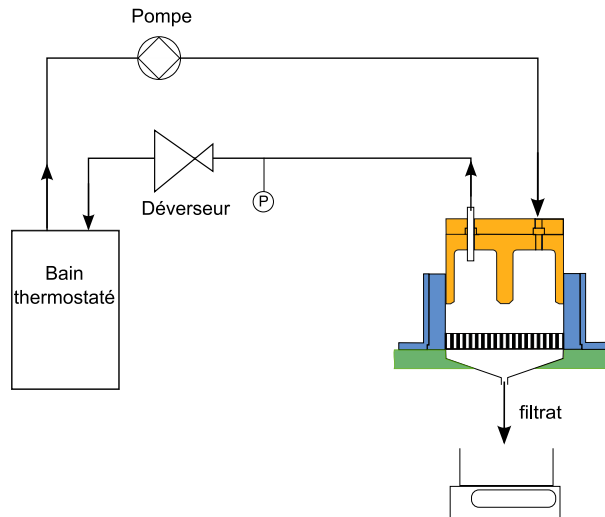 Pompe
P
Déverseur
Bain
thermostaté
filtrat